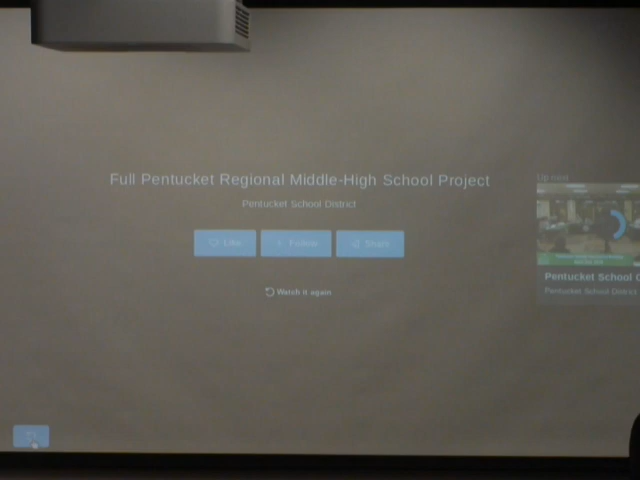 Full Pentucket Regional Middle-High School Project
Pentucket School District
Like
Follow
Share
Watch it again
Up next
Pentucket School
Pentucket School District